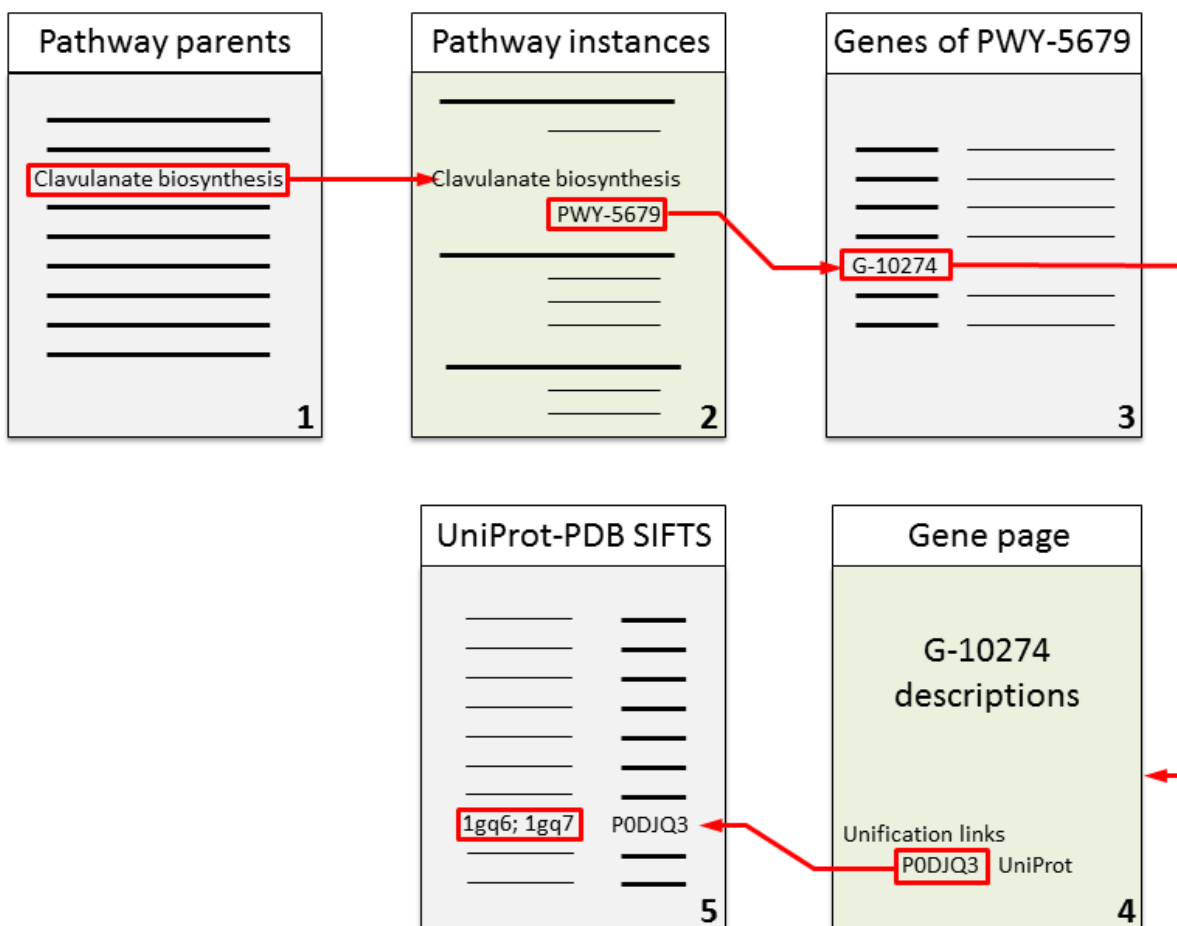 Pathway parents
Clavulanate biosynthesis
1
Pathway instances
Clavulanate biosynthesis
PWY-5679
2
Genes of PWY-5679
G-10274
3
Gene page
G-10274
descriptions
Unification links
P0DJQ3 UniProt
4
UniProt-PDB SIFTS
1gq6; 1gq7 P0DJQ3
5